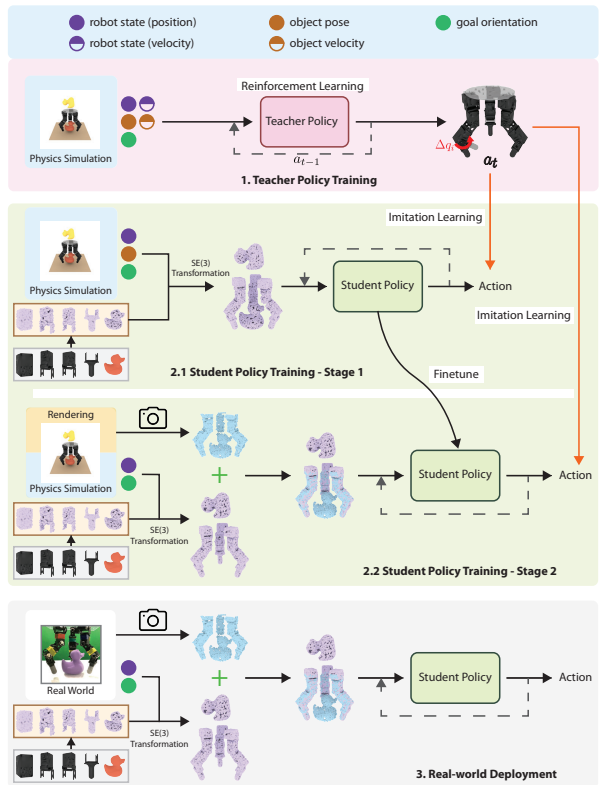 robot state (position)
object pose
goal orientation
robot state (velocity)
object velocity
Reinforcement Learning
Teacher Policy
Physics Simulation
a_{t−1}
Δq_i
a_t
1. Teacher Policy Training
Imitation Learning
SE(3)
Transformation
Student Policy
Action
Physics Simulation
Imitation Learning
2.1 Student Policy Training - Stage 1
Finetune
Rendering
Physics Simulation
Student Policy
Action
SE(3)
Transformation
2.2 Student Policy Training - Stage 2
Real World
Student Policy
Action
SE(3)
Transformation
3. Real-world Deployment